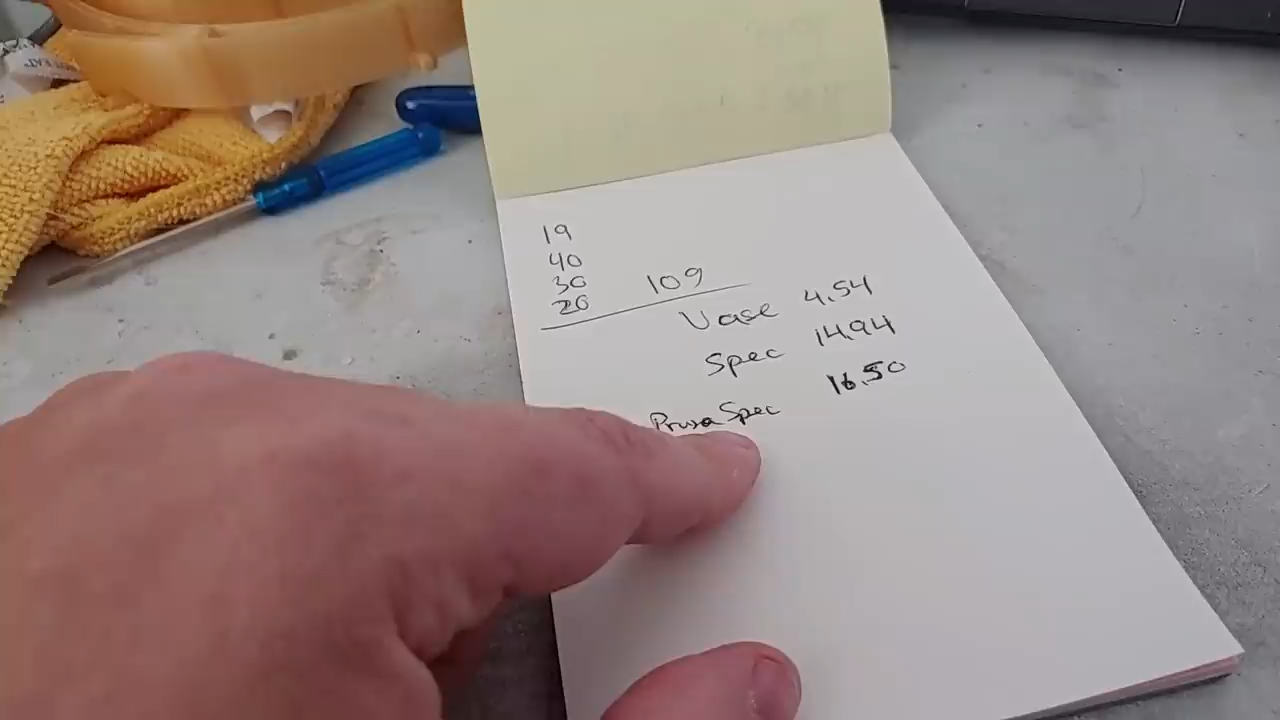 19
40
30
20 109
Vase 4.54
Spec 14.94
Prusa Spec 16.50